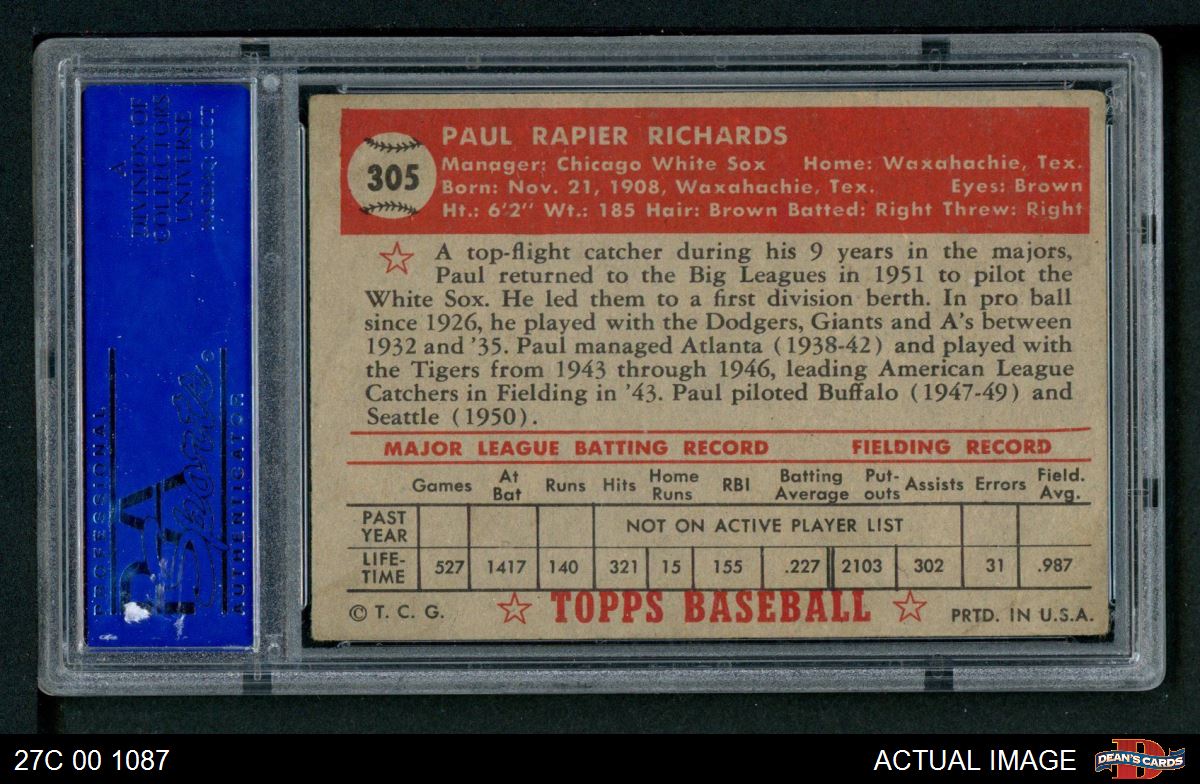 A
DIVISION OF
COLLECTORS
UNIVERSE
PROFESSIONAL
PSA
Sports
AUTHENTICATOR
305
PAUL RAPIER RICHARDS
Manager: Chicago White Sox Home: Waxahachie, Tex.
Born: Nov. 21, 1908, Waxahachie, Tex. Eyes: Brown
Ht.: 6'2" Wt.: 185 Hair: Brown Batted: Right Threw: Right
A top-flight catcher during his 9 years in the majors,
Paul returned to the Big Leagues in 1951 to pilot the
White Sox. He led them to a first division berth. In pro ball
since 1926, he played with the Dodgers, Giants and A's between
1932 and '35. Paul managed Atlanta (1938-42) and played with
the Tigers from 1943 through 1946, leading American League
Catchers in Fielding in '43. Paul piloted Buffalo (1947-49) and
Seattle (1950).
MAJOR LEAGUE BATTING RECORD FIELDING RECORD
Games At Bat Runs Hits Home Runs RBI Batting Average Put-outs Assists Errors Field. Avg.
PAST YEAR NOT ON ACTIVE PLAYER LIST
LIFE-TIME 527 1417 140 321 15 155 .227 2103 302 31 .987
© T. C. G. TOPPS BASEBALL PRTD. IN U.S.A.
27C 00 1087 ACTUAL IMAGE DEAN'S CARDS